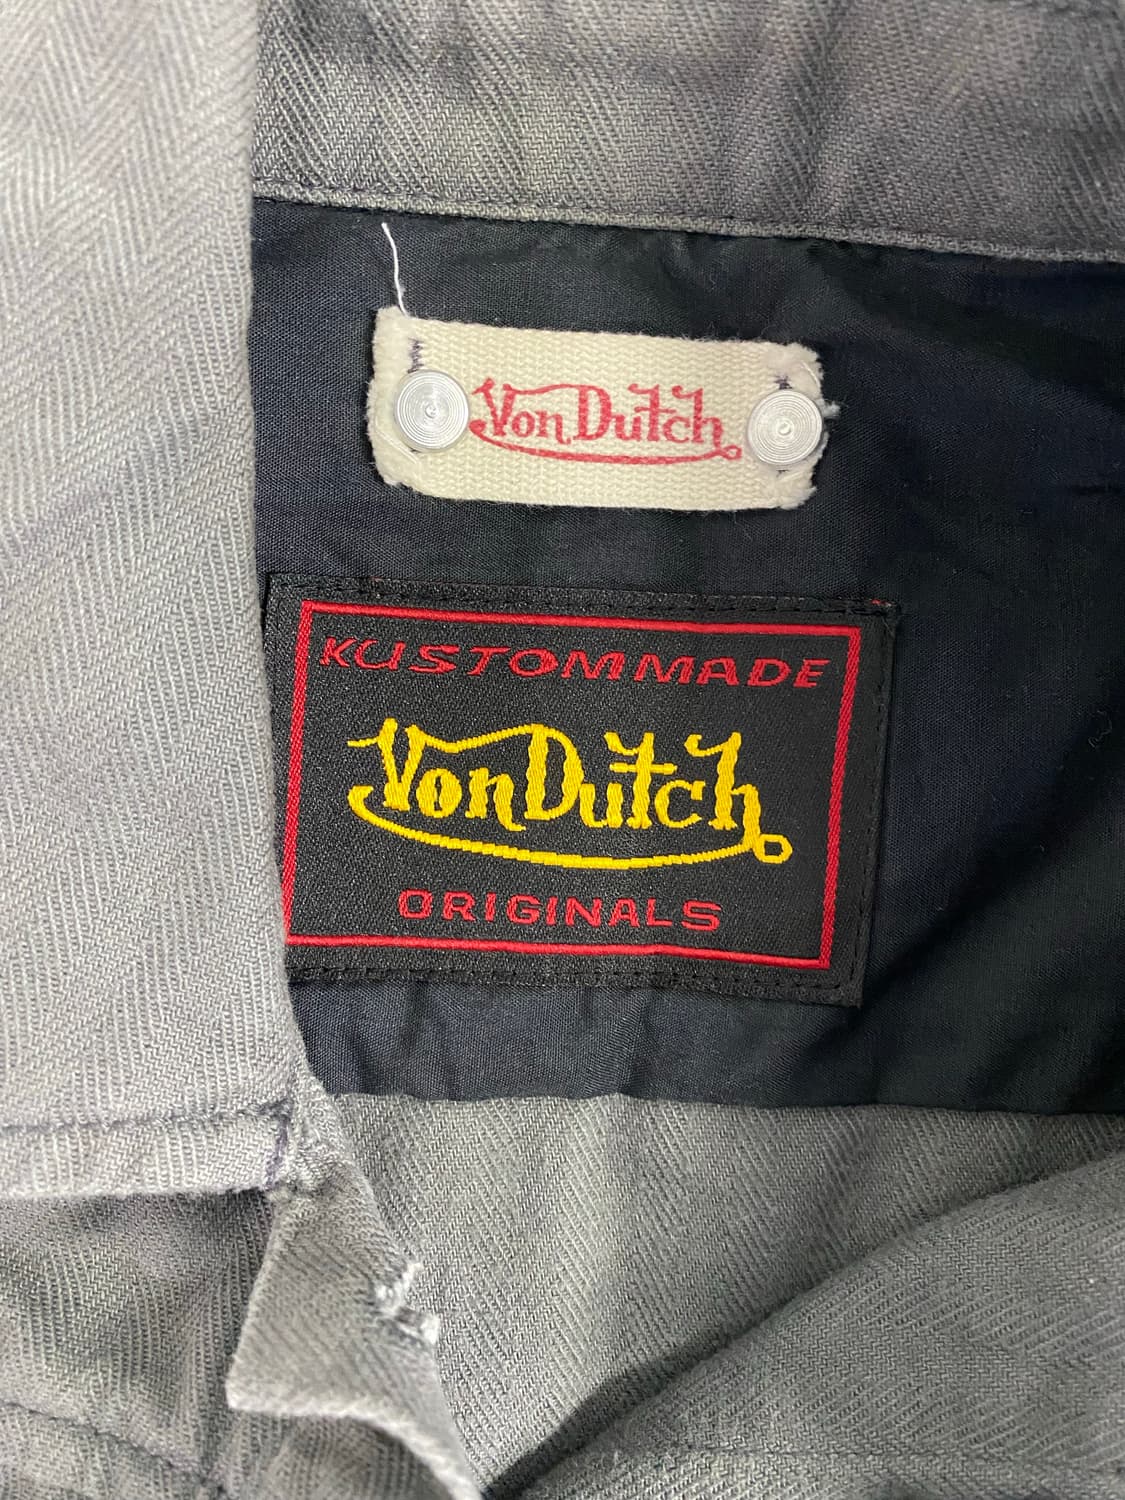 Von Dutch
KUSTOMMADE
Von Dutch
ORIGINALS